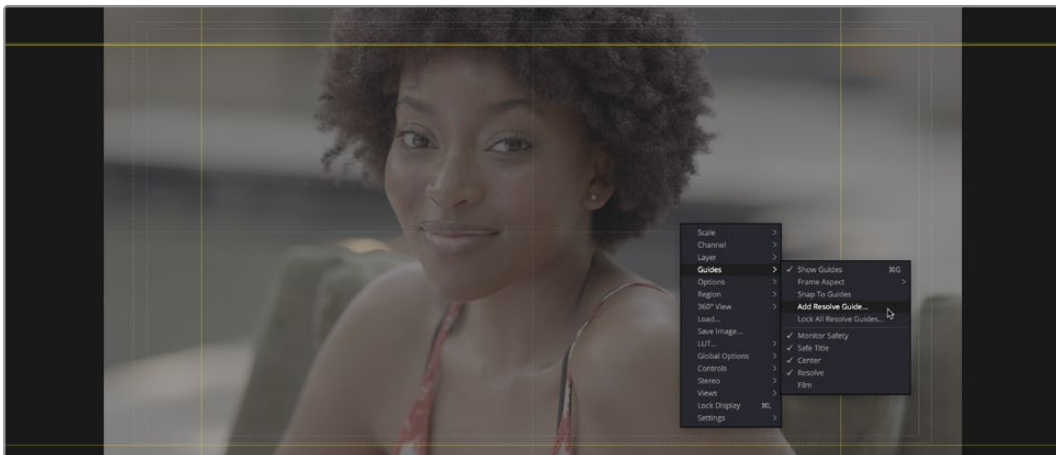 Scale
Channel
Layer
Guides
Options
Region
360° View
Load...
Save Image...
LUT...
Global Options
Controls
Stereo
Views
Lock Display ⌘L
Settings
✓ Show Guides ⌘G
Frame Aspect
Snap To Guides
Add Resolve Guide...
Lock All Resolve Guides...
✓ Monitor Safety
✓ Safe Title
✓ Center
✓ Resolve
Film